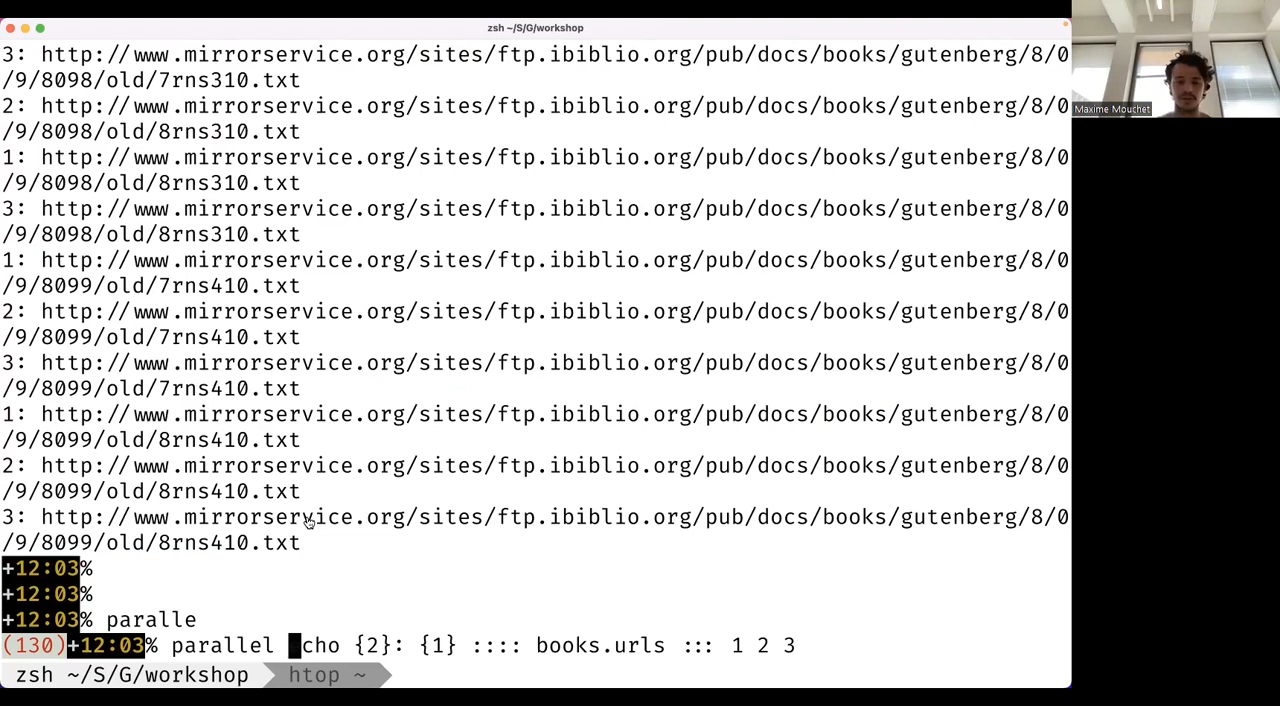 zsh ~/S/G/workshop
3: http://www.mirrorservice.org/sites/ftp.ibiblio.org/pub/docs/books/gutenberg/8/0
/9/8098/old/7rns310.txt
2: http://www.mirrorservice.org/sites/ftp.ibiblio.org/pub/docs/books/gutenberg/8/0
/9/8098/old/8rns310.txt
1: http://www.mirrorservice.org/sites/ftp.ibiblio.org/pub/docs/books/gutenberg/8/0
/9/8098/old/8rns310.txt
3: http://www.mirrorservice.org/sites/ftp.ibiblio.org/pub/docs/books/gutenberg/8/0
/9/8098/old/8rns310.txt
1: http://www.mirrorservice.org/sites/ftp.ibiblio.org/pub/docs/books/gutenberg/8/0
/9/8099/old/7rns410.txt
2: http://www.mirrorservice.org/sites/ftp.ibiblio.org/pub/docs/books/gutenberg/8/0
/9/8099/old/7rns410.txt
3: http://www.mirrorservice.org/sites/ftp.ibiblio.org/pub/docs/books/gutenberg/8/0
/9/8099/old/7rns410.txt
1: http://www.mirrorservice.org/sites/ftp.ibiblio.org/pub/docs/books/gutenberg/8/0
/9/8099/old/8rns410.txt
2: http://www.mirrorservice.org/sites/ftp.ibiblio.org/pub/docs/books/gutenberg/8/0
/9/8099/old/8rns410.txt
3: http://www.mirrorservice.org/sites/ftp.ibiblio.org/pub/docs/books/gutenberg/8/0
/9/8099/old/8rns410.txt
+12:03%
+12:03%
+12:03% paralle
(130)+12:03% parallel echo {2}: {1} :::: books.urls ::: 1 2 3
zsh ~/S/G/workshop htop ~
Maxime Mouchet